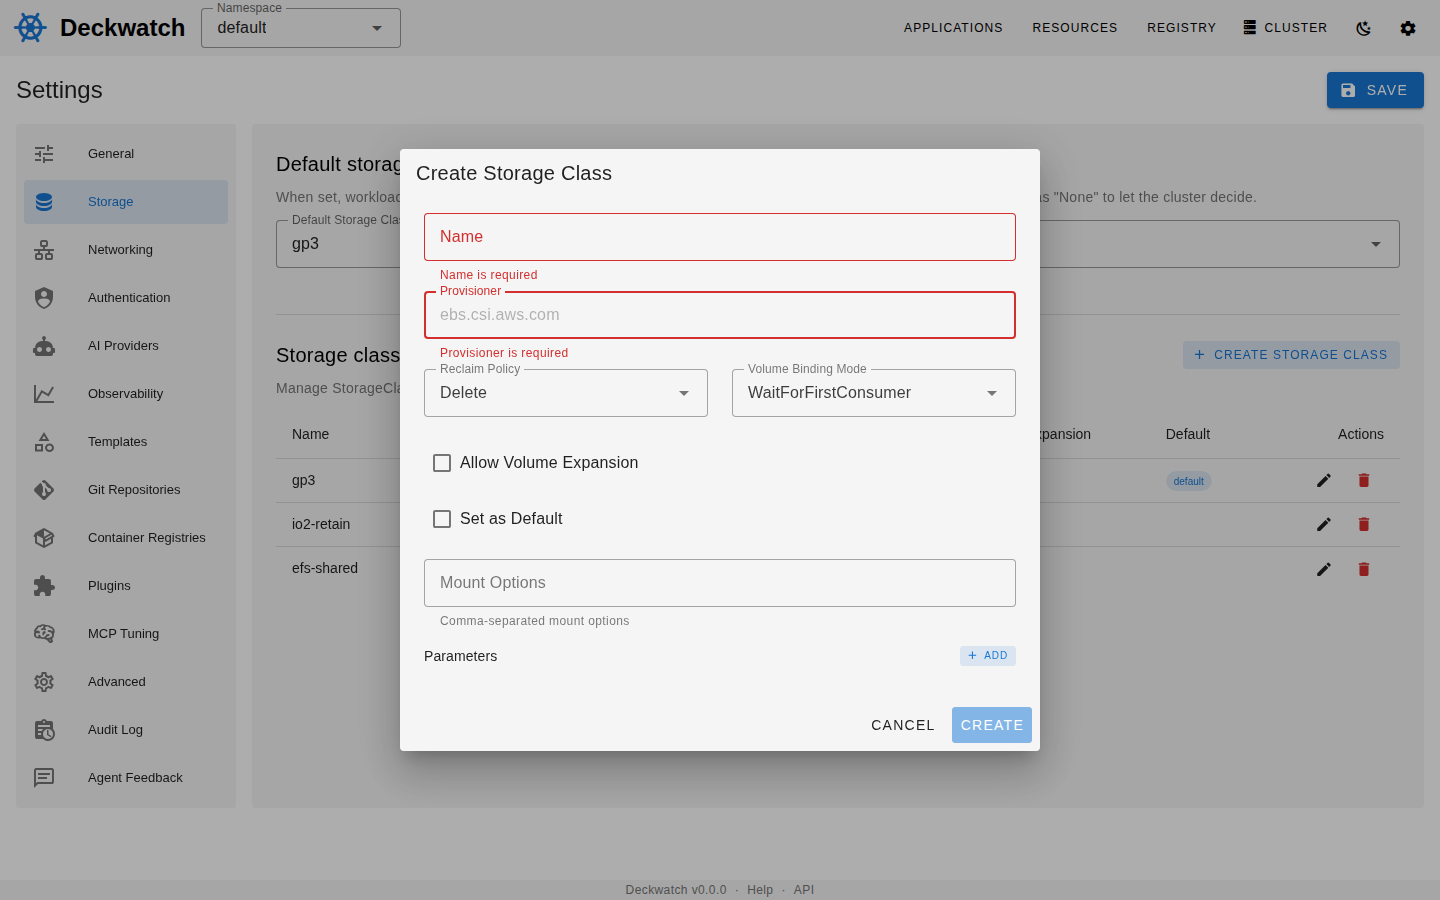 Deckwatch
Namespace
default
APPLICATIONS
RESOURCES
REGISTRY
CLUSTER
Settings
SAVE
General
Storage
Networking
Authentication
AI Providers
Observability
Templates
Git Repositories
Container Registries
Plugins
MCP Tuning
Advanced
Audit Log
Agent Feedback
Default storag
When set, workload
as "None" to let the cluster decide.
Default Storage Clas
gp3
Storage class
CREATE STORAGE CLASS
Manage StorageCla
Name
xpansion
Default
Actions
gp3
default
io2-retain
efs-shared
Create Storage Class
Name
Name is required
Provisioner
ebs.csi.aws.com
Provisioner is required
Reclaim Policy
Delete
Volume Binding Mode
WaitForFirstConsumer
Allow Volume Expansion
Set as Default
Mount Options
Comma-separated mount options
Parameters
ADD
CANCEL
CREATE
Deckwatch v0.0.0 · Help · API